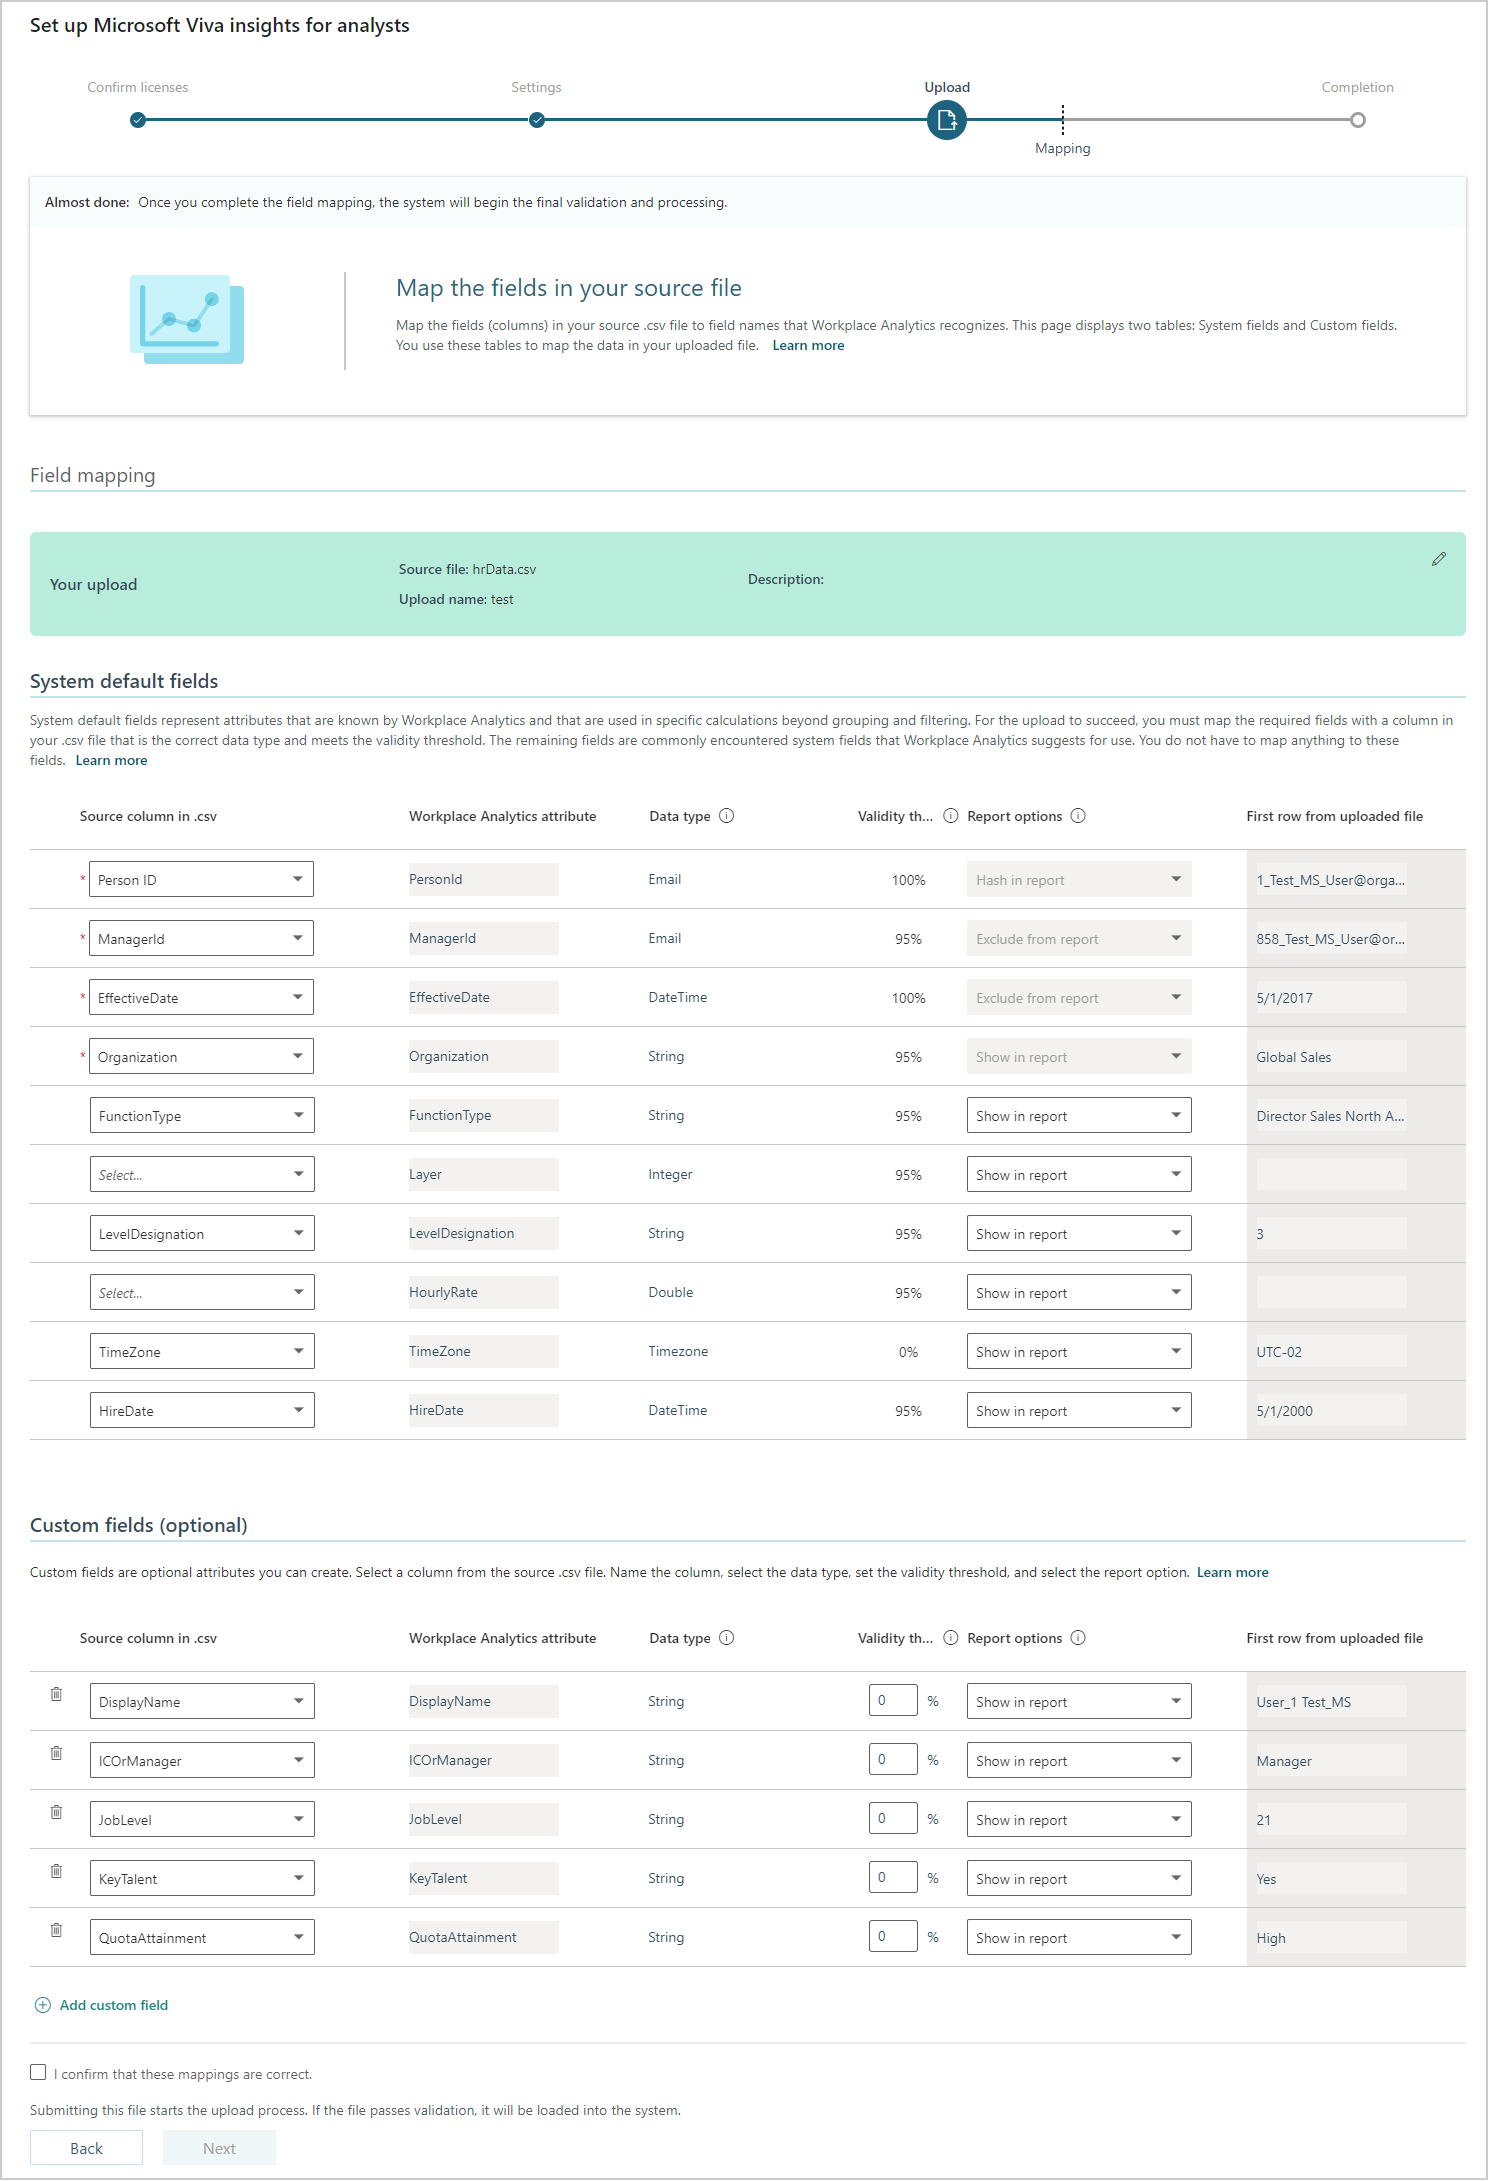 Set up Microsoft Viva insights for analysts
Confirm licenses
Settings
Upload
Completion
Mapping
Almost done: Once you complete the field mapping, the system will begin the final validation and processing.
Map the fields in your source file
Map the fields (columns) in your source .csv file to field names that Workplace Analytics recognizes. This page displays two tables: System fields and Custom fields.
You use these tables to map the data in your uploaded file. Learn more
Field mapping
Your upload
Source file: hrData.csv
Upload name: test
Description:
System default fields
System default fields represent attributes that are known by Workplace Analytics and that are used in specific calculations beyond grouping and filtering. For the upload to succeed, you must map the required fields with a column in
your .csv file that is the correct data type and meets the validity threshold. The remaining fields are commonly encountered system fields that Workplace Analytics suggests for use. You do not have to map anything to these
fields. Learn more
Source column in .csv Workplace Analytics attribute Data type Validity th... Report options First row from uploaded file
* Person ID PersonId Email 100% Hash in report 1_Test_MS_User@orga...
* ManagerId ManagerId Email 95% Exclude from report 858_Test_MS_User@or...
* EffectiveDate EffectiveDate DateTime 100% Exclude from report 5/1/2017
* Organization Organization String 95% Show in report Global Sales
FunctionType FunctionType String 95% Show in report Director Sales North A...
Select... Layer Integer 95% Show in report
LevelDesignation LevelDesignation String 95% Show in report 3
Select... HourlyRate Double 95% Show in report
TimeZone TimeZone Timezone 0% Show in report UTC-02
HireDate HireDate DateTime 95% Show in report 5/1/2000
Custom fields (optional)
Custom fields are optional attributes you can create. Select a column from the source .csv file. Name the column, select the data type, set the validity threshold, and select the report option. Learn more
Source column in .csv Workplace Analytics attribute Data type Validity th... Report options First row from uploaded file
DisplayName DisplayName String 0 % Show in report User_1 Test_MS
ICOrManager ICOrManager String 0 % Show in report Manager
JobLevel JobLevel String 0 % Show in report 21
KeyTalent KeyTalent String 0 % Show in report Yes
QuotaAttainment QuotaAttainment String 0 % Show in report High
Add custom field
I confirm that these mappings are correct.
Submitting this file starts the upload process. If the file passes validation, it will be loaded into the system.
Back Next